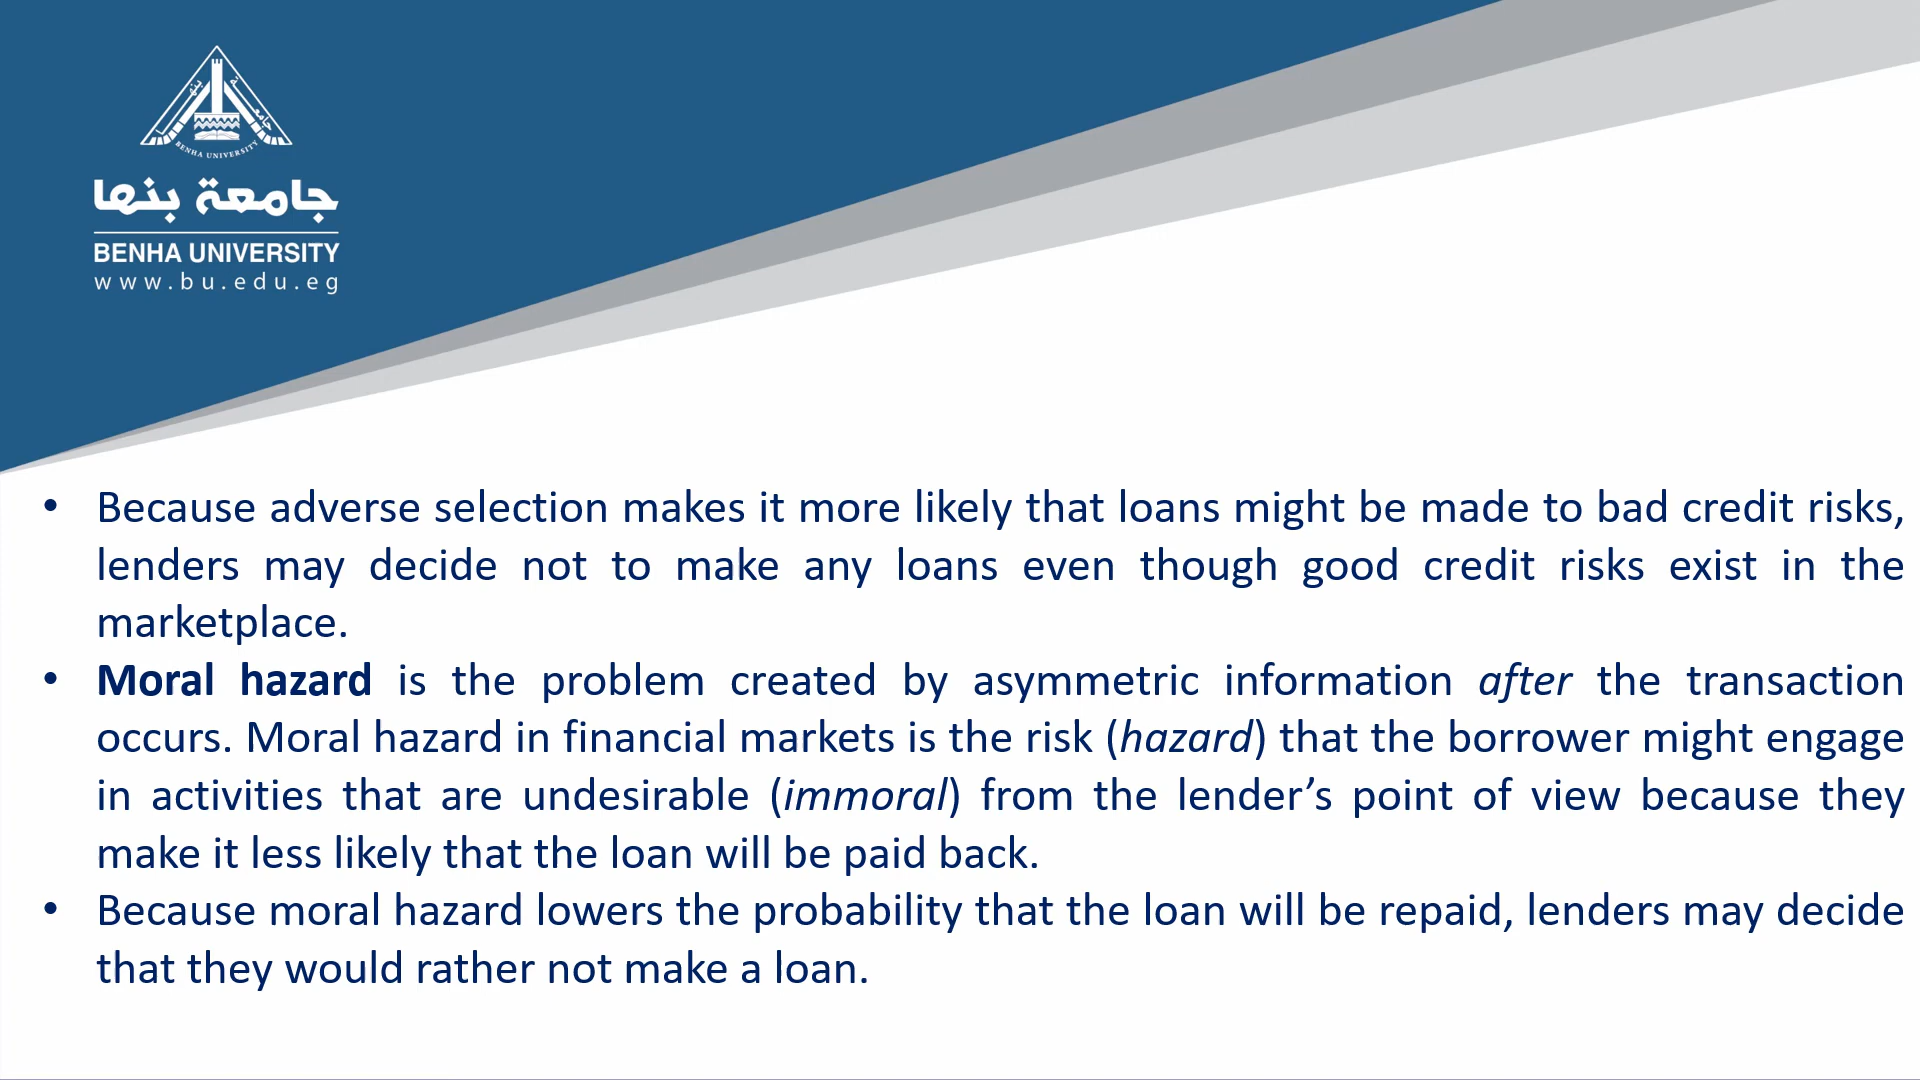 BENHA UNIVERSITY
جامعة بنها
BENHA UNIVERSITY
www.bu.edu.eg
• Because adverse selection makes it more likely that loans might be made to bad credit risks,
lenders may decide not to make any loans even though good credit risks exist in the
marketplace.
• Moral hazard is the problem created by asymmetric information after the transaction
occurs. Moral hazard in financial markets is the risk (hazard) that the borrower might engage
in activities that are undesirable (immoral) from the lender’s point of view because they
make it less likely that the loan will be paid back.
• Because moral hazard lowers the probability that the loan will be repaid, lenders may decide
that they would rather not make a loan.